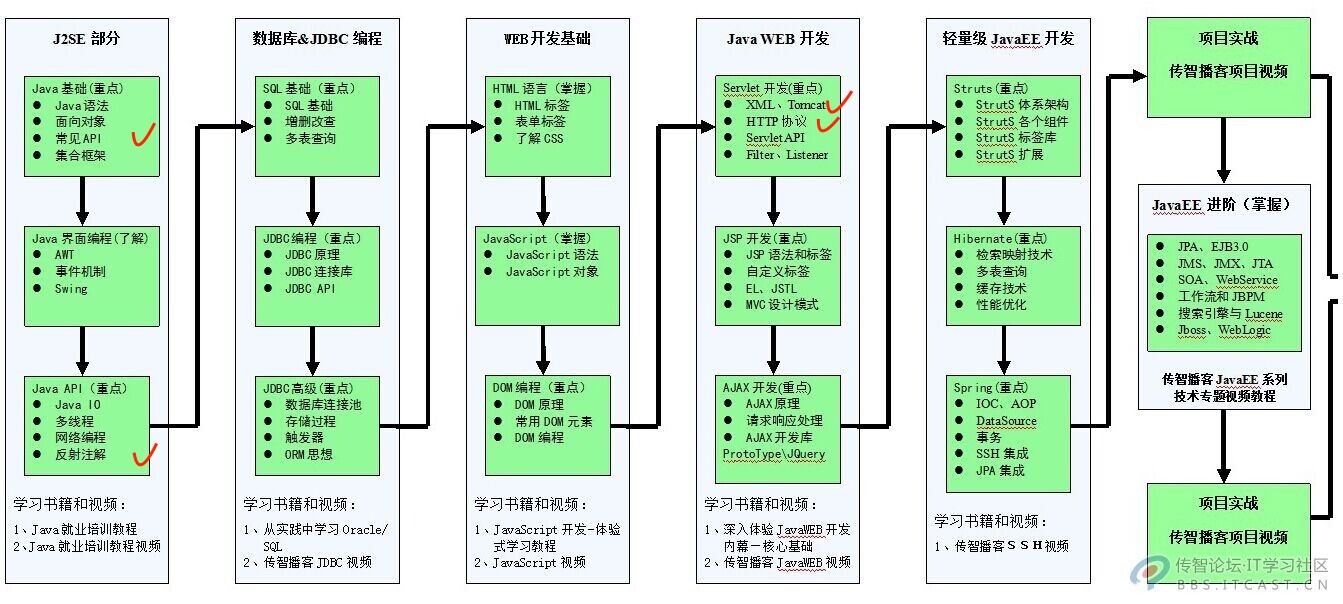 J2SE 部分
Java 基础(重点)
● Java 语法
● 面向对象
● 常见API
● 集合框架
Java 界面编程(了解)
● AWT
● 事件机制
● Swing
Java API（重点）
● Java IO
● 多线程
● 网络编程
● 反射注解
学习书籍和视频：
1、Java就业培训教程
2、Java就业培训教程视频
数据库&JDBC 编程
SQL 基础（重点）
● SQL 基础
● 增删改查
● 多表查询
JDBC编程（重点）
● JDBC 原理
● JDBC 连接库
● JDBC API
JDBC高级(重点)
● 数据库连接池
● 存储过程
● 触发器
● ORM 思想
学习书籍和视频：
1、从实践中学习 Oracle/
SQL
2、传智播客 JDBC 视频
WEB 开发基础
HTML 语言（掌握）
● HTML 标签
● 表单标签
● 了解 CSS
JavaScript（掌握）
● JavaScript 语法
● JavaScript 对象
DOM 编程（重点）
● DOM 原理
● 常用 DOM 元素
● DOM 编程
学习书籍和视频：
1、JavaScript 开发-体验
式学习教程
2、JavaScript 视频
Java WEB 开发
Servlet 开发(重点)
● XML、Tomcat
● HTTP 协议
● Servlet API
● Filter、Listener
JSP 开发(重点)
● JSP 语法和标签
● 自定义标签
● EL、JSTL
● MVC 设计模式
AJAX 开发(重点)
● AJAX 原理
● 请求响应处理
● AJAX 开发库
ProtoType\JQuery
学习书籍和视频：
1、深入体验 JavaWEB 开发
内幕—核心基础
2、传智播客 JavaWEB 视频
轻量级 JavaEE 开发
Struts(重点)
● StrutS 体系架构
● StrutS 各个组件
● StrutS 标签库
● StrutS 扩展
Hibernate(重点)
● 检索映射技术
● 多表查询
● 缓存技术
● 性能优化
Spring(重点)
● IOC、AOP
● DataSource
● 事务
● SSH 集成
● JPA 集成
学习书籍和视频：
1、传智播客ＳＳＨ视频
项目实战
传智播客项目视频
JavaEE 进阶（掌握）
● JPA、EJB3.0
● JMS、JMX、JTA
● SOA、WebService
● 工作流和 JBPM
● 搜索引擎与 Lucene
● Jboss、WebLogic
传智播客 JavaEE 系列
技术专题视频教程
项目实战
传智播客项目视频
传智论坛·IT学习社区
BBS.ITCAST.CN